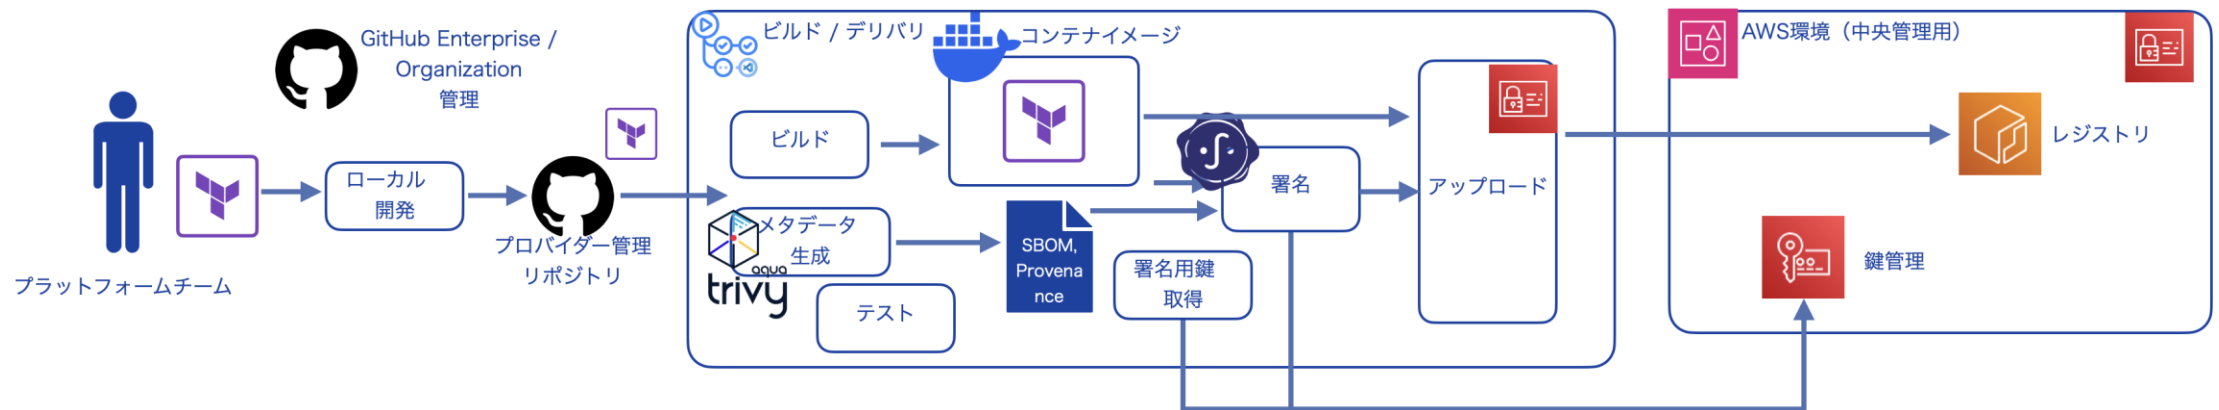 GitHub Enterprise /
Organization
管理
プラットフォームチーム
ローカル
開発
プロバイダー管理
リポジトリ
ビルド / デリバリ
コンテナイメージ
ビルド
メタデータ
生成
aqua
trivy
テスト
SBOM,
Provena
nce
署名
署名用鍵
取得
アップロード
AWS環境（中央管理用）
レジストリ
鍵管理